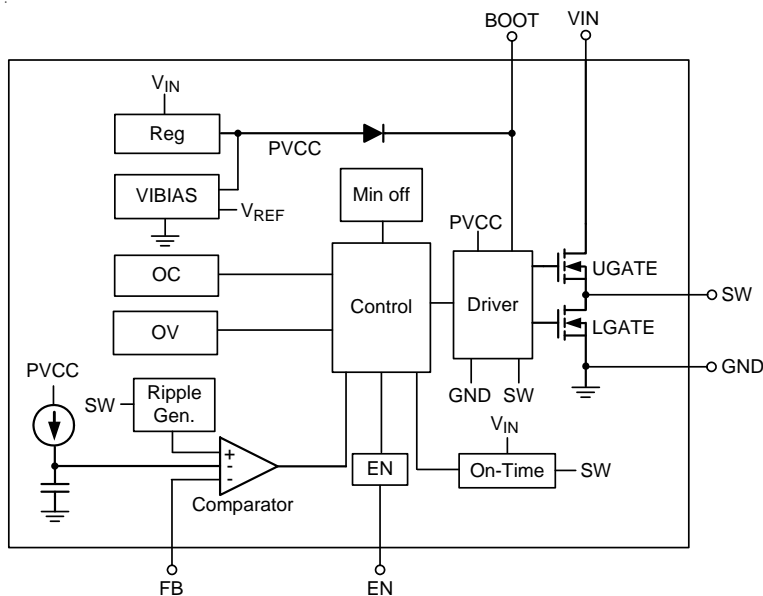 BOOT VIN
VIN
Reg
PVCC
VIBIAS
VREF
Min off
PVCC
UGATE
OC
Control
Driver
SW
OV
LGATE
PVCC
GND
SW
Ripple
Gen.
GND SW
VIN
+
-
-
EN
On-Time
SW
Comparator
FB
EN